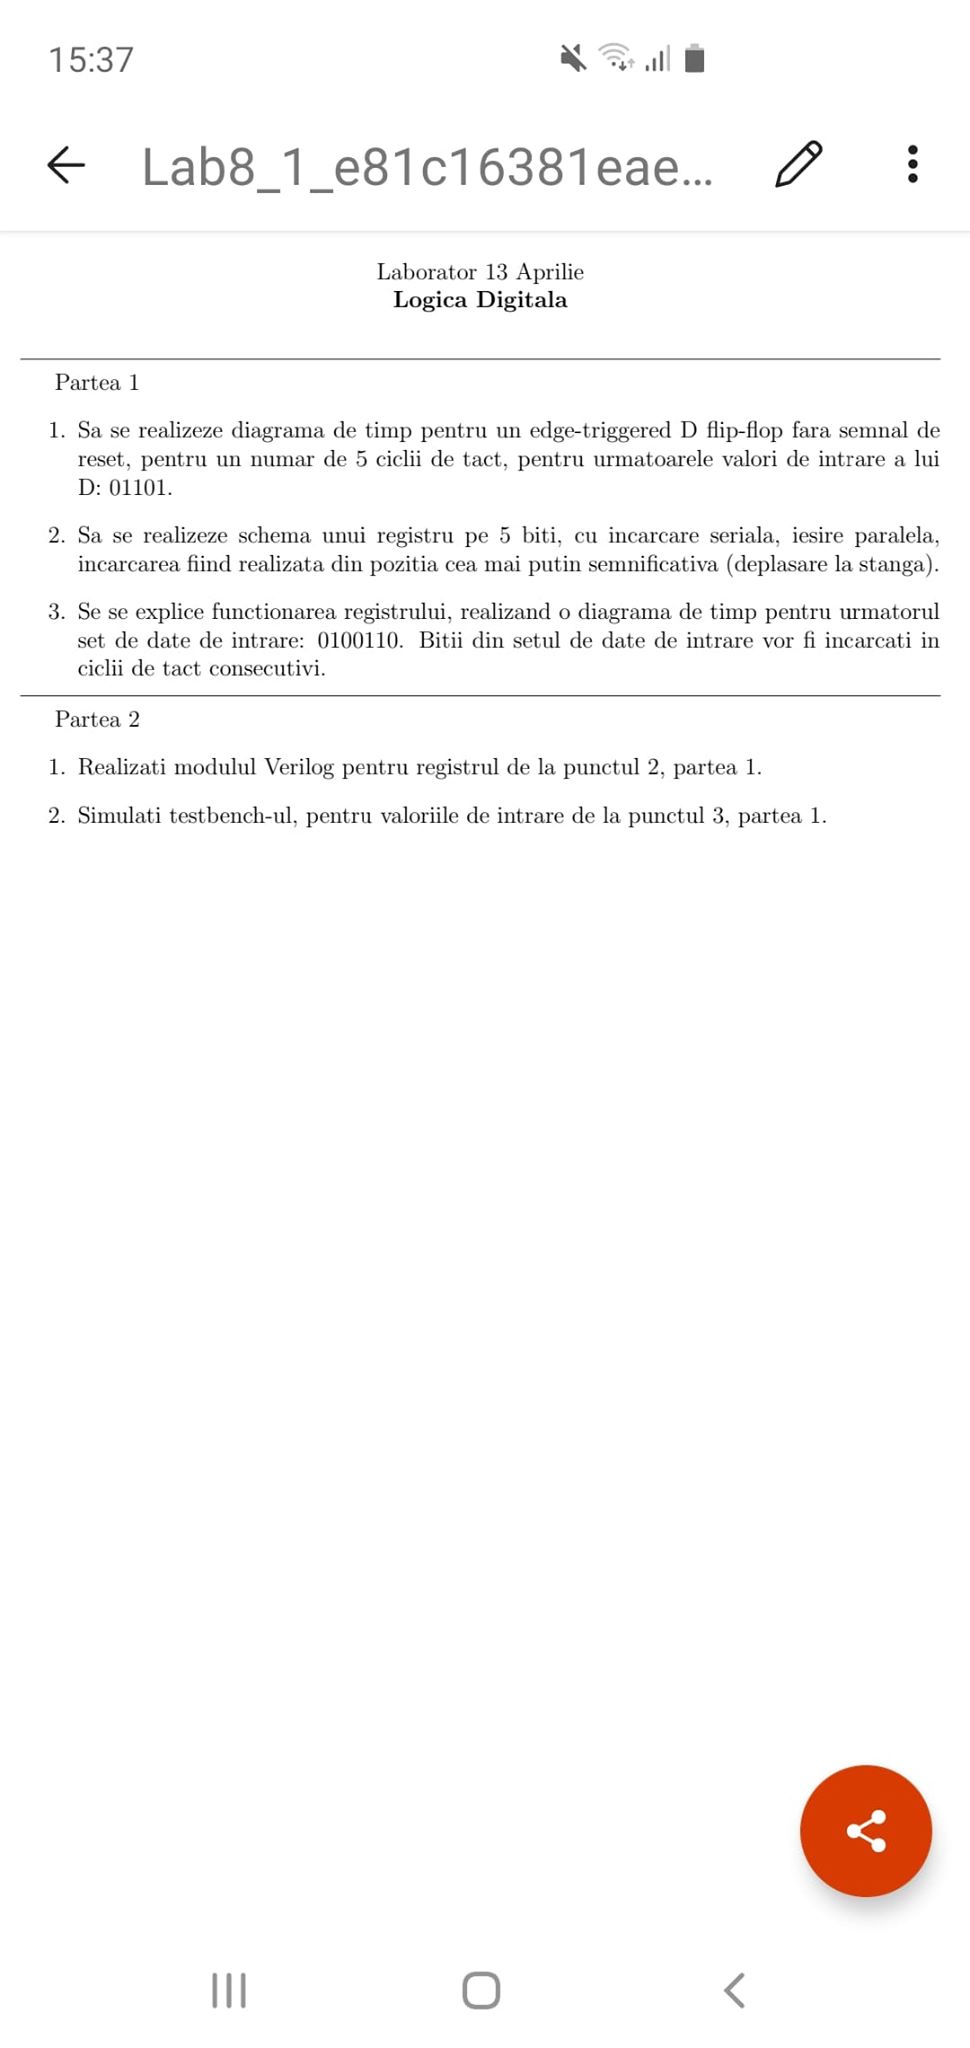 15:37
Lab8_1_e81c16381eae...
Laborator 13 Aprilie
Logica Digitala
Partea 1
1. Sa se realizeze diagrama de timp pentru un edge-triggered D flip-flop fara semnal de
reset, pentru un numar de 5 ciclii de tact, pentru urmatoarele valori de intrare a lui
D: 01101.
2. Sa se realizeze schema unui registru pe 5 biti, cu incarcare seriala, iesire paralela,
incarcarea fiind realizata din pozitia cea mai putin semnificativa (deplasare la stanga).
3. Se se explice functionarea registrului, realizand o diagrama de timp pentru urmatorul
set de date de intrare: 0100110. Bitii din setul de date de intrare vor fi incarcati in
ciclii de tact consecutivi.
Partea 2
1. Realizati modulul Verilog pentru registrul de la punctul 2, partea 1.
2. Simulati testbench-ul, pentru valoriile de intrare de la punctul 3, partea 1.